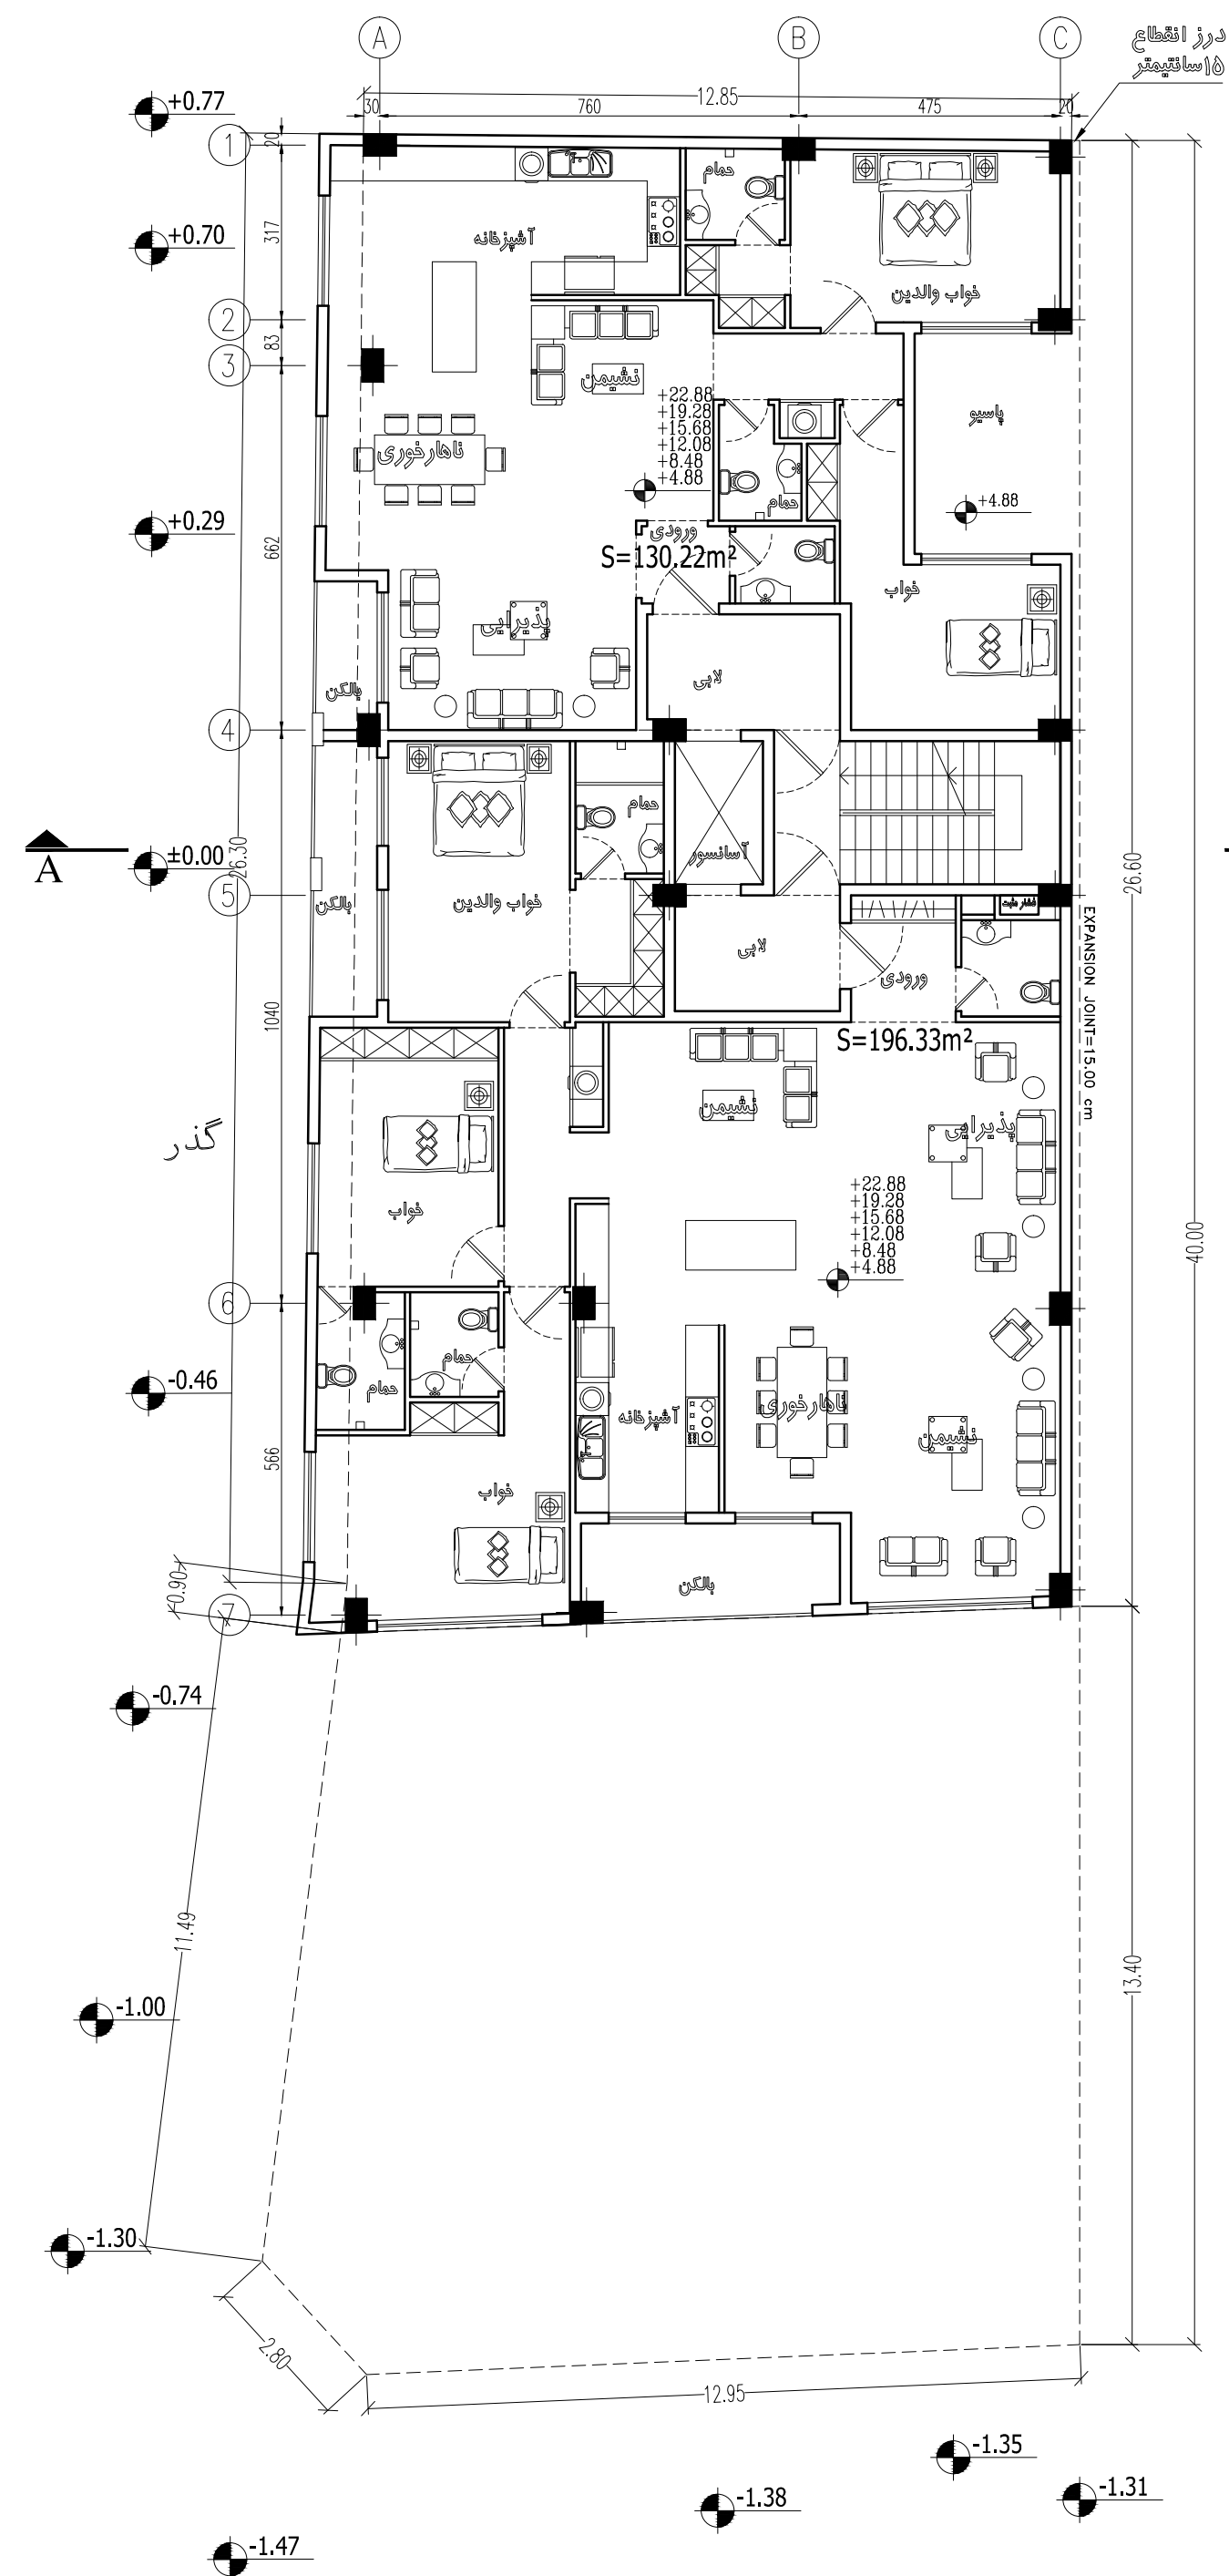 A
B
C
درز انقطاع
۱۵سانتیمتر
12.85
30
760
475
20
+0.77
1
20
حمام
+0.70
317
آشپزخانه
خواب والدین
2
83
3
نشیمن
پاسیو
+22.88
+19.28
+15.68
+12.08
+8.48
+4.88
ناهارخوری
حمام
+4.88
+0.29
662
ورودی
S=130.22m²
خواب
پذیرایی
لابی
بالکن
4
حمام
A
±0.00
26.30
آسانسور
26.60
5
بالکن
خواب والدین
فشار مثبت
لابی
ورودی
EXPANSION JOINT=15.00 cm
1040
S=196.33m²
گذر
نشیمن
پذیرایی
خواب
+22.88
+19.28
+15.68
+12.08
+8.48
+4.88
40.00
6
-0.46
حمام
حمام
آشپزخانه
ناهارخوری
نشیمن
566
خواب
0.90
بالکن
7
-0.74
11.49
13.40
-1.00
-1.30
2.80
12.95
-1.35
-1.31
-1.38
-1.47